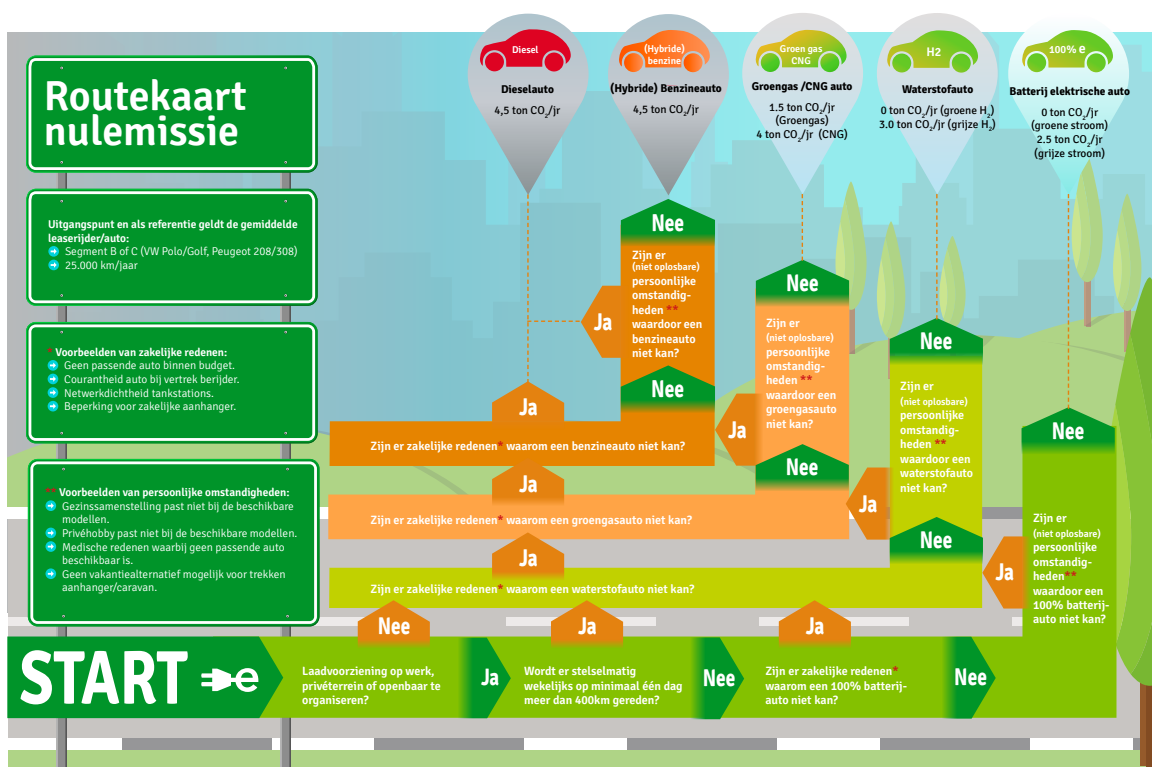 Routekaart
nulemissie
Uitgangspunt en als referentie geldt de gemiddelde
leaserijder/auto:
Segment B of C (VW Polo/Golf, Peugeot 208/308)
25.000 km/jaar
* Voorbeelden van zakelijke redenen:
Geen passende auto binnen budget.
Courantheid auto bij vertrek berijder.
Netwerkdichtheid tankstations.
Beperking voor zakelijke aanhanger.
** Voorbeelden van persoonlijke omstandigheden:
Gezinssamenstelling past niet bij de beschikbare
modellen.
Privéhobby past niet bij de beschikbare modellen.
Medische redenen waarbij geen passende auto
beschikbaar is.
Geen vakantiealternatief mogelijk voor trekken
aanhanger/caravan.
Diesel
Dieselauto
4,5 ton CO2/jr
(Hybride)
benzine
(Hybride) Benzineauto
4,5 ton CO2/jr
Groen gas
CNG
Groengas /CNG auto
1.5 ton CO2/jr
(Groengas)
4 ton CO2/jr (CNG)
H2
Waterstofauto
0 ton CO2/jr (groene H2)
3.0 ton CO2/jr (grijze H2)
100% e
Batterij elektrische auto
0 ton CO2/jr
(groene stroom)
2.5 ton CO2/jr
(grijze stroom)
Nee
Zijn er
(niet oplosbare)
persoonlijke
omstandig-
heden **
waardoor een
benzineauto
niet kan?
Ja
Nee
Ja
Zijn er zakelijke redenen* waarom een benzineauto niet kan?
Nee
Zijn er
(niet oplosbare)
persoonlijke
omstandig-
heden **
waardoor een
groengasauto
niet kan?
Ja
Nee
Ja
Zijn er zakelijke redenen* waarom een groengasauto niet kan?
Nee
Zijn er
(niet oplosbare)
persoonlijke
omstandig-
heden **
waardoor een
waterstofauto
niet kan?
Ja
Nee
Ja
Zijn er zakelijke redenen* waarom een waterstofauto niet kan?
Nee
Zijn er
(niet oplosbare)
persoonlijke
omstandig-
heden**
waardoor een
100% batterij-
auto niet kan?
Ja
Nee
Ja
Ja
START
e
Laadvoorziening op werk,
privéterrein of openbaar te
organiseren?
Ja
Wordt er stelselmatig
wekelijks op minimaal één dag
meer dan 400km gereden?
Nee
Zijn er zakelijke redenen*
waarom een 100% batterij-
auto niet kan?
Nee